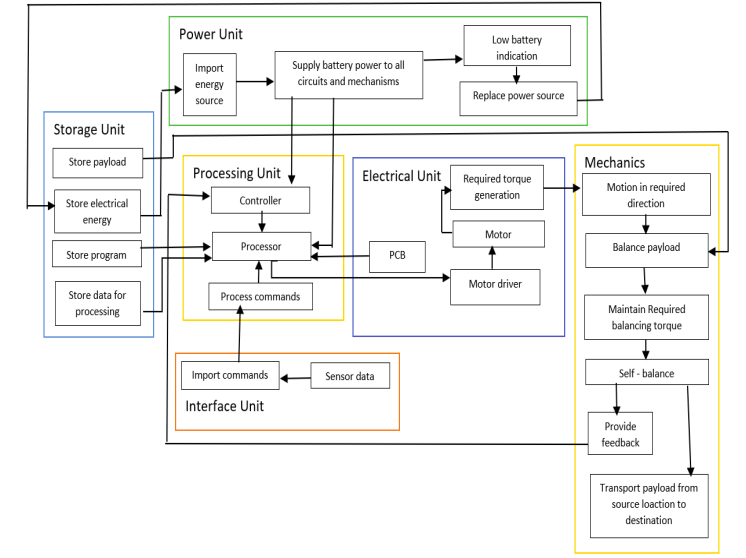 Power Unit
Import
energy
source
Supply battery power to all
circuits and mechanisms
Low battery
indication
Replace power source
Storage Unit
Store payload
Store electrical
energy
Store program
Store data for
processing
Processing Unit
Controller
Processor
Process commands
Electrical Unit
Required torque
generation
Motor
PCB
Motor driver
Mechanics
Motion in required
direction
Balance payload
Maintain Required
balancing torque
Self - balance
Provide
feedback
Transport payload from
source loaction to
destination
Import commands
Sensor data
Interface Unit